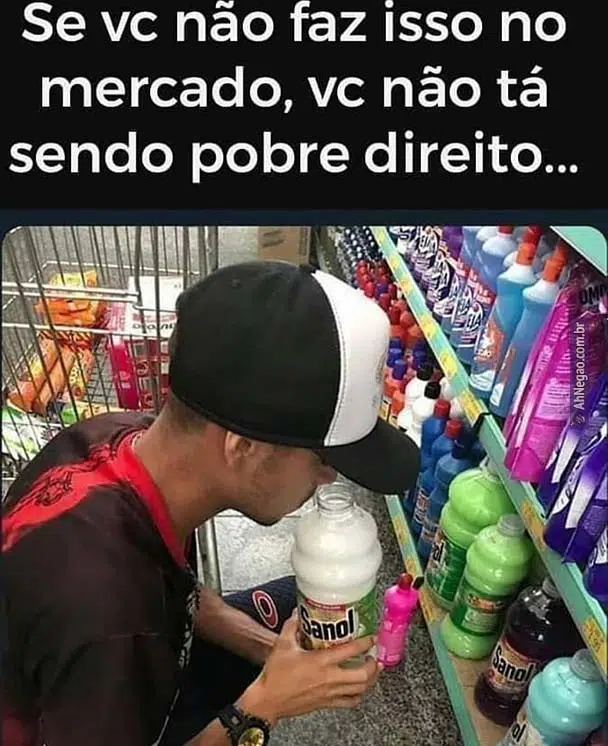 Se vc não faz isso no
mercado, vc não tá
sendo pobre direito...
AhNegao.com.br
Sanol
Sanol